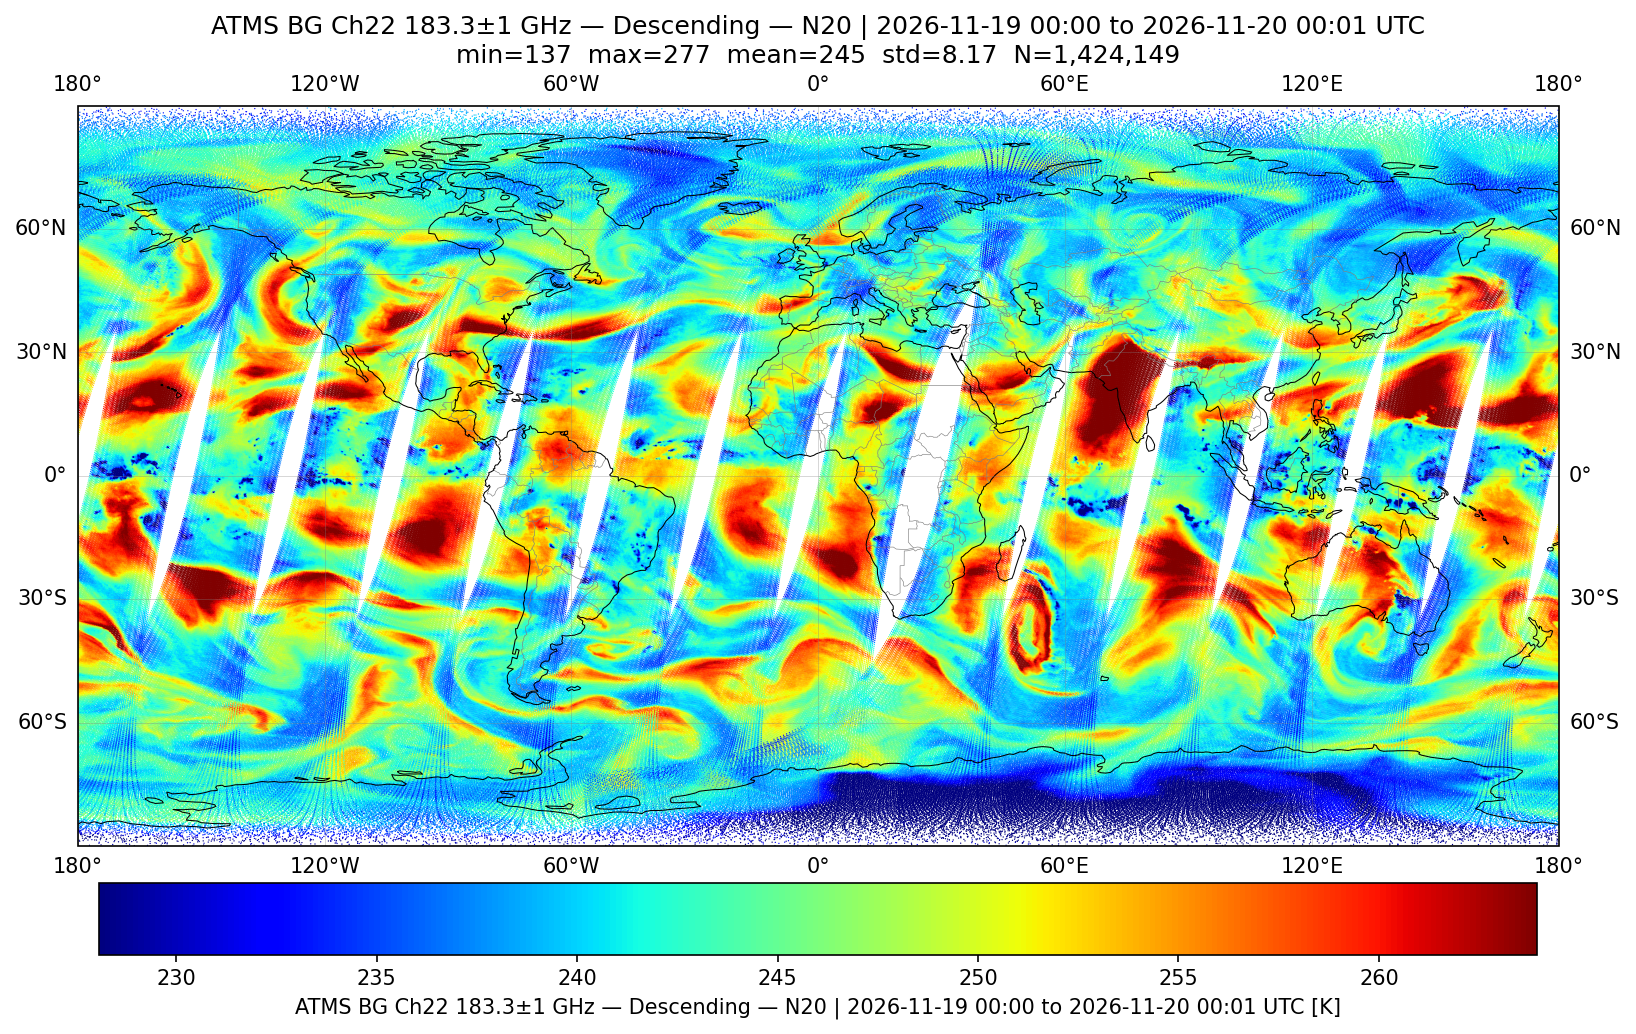 ATMS BG Ch22 183.3±1 GHz — Descending — N20 | 2026-11-19 00:00 to 2026-11-20 00:01 UTC
min=137 max=277 mean=245 std=8.17 N=1,424,149
180° 120°W 60°W 0° 60°E 120°E 180°
60°N 60°N
30°N 30°N
0° 0°
30°S 30°S
60°S 60°S
180° 120°W 60°W 0° 60°E 120°E 180°
230 235 240 245 250 255 260
ATMS BG Ch22 183.3±1 GHz — Descending — N20 | 2026-11-19 00:00 to 2026-11-20 00:01 UTC [K]